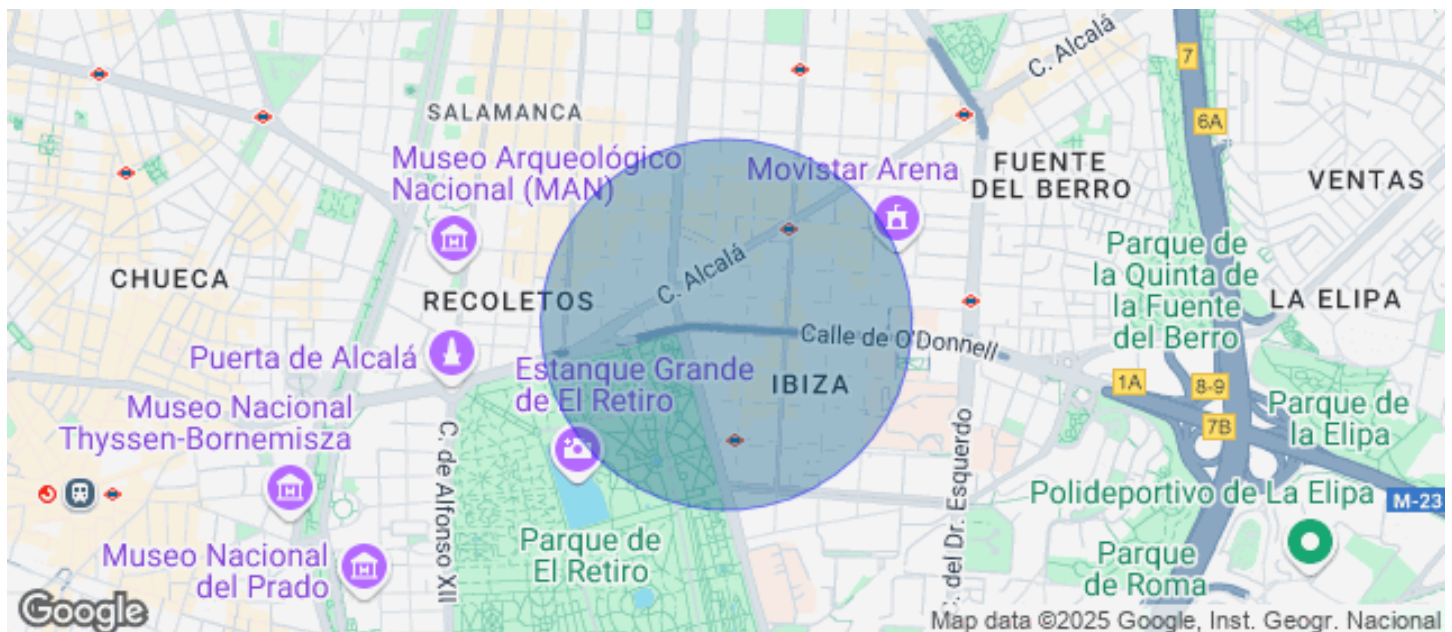 7
C. Alcalá
6A
SALAMANCA
Museo Arqueológico
Nacional (MAN)
Movistar Arena
FUENTE
DEL BERRO
VENTAS
CHUECA
RECOLETOS
C. Alcalá
Parque de
la Quinta de
la Fuente
del Berro
LA ELIPA
Puerta de Alcalá
Estanque Grande
de El Retiro
Calle de O'Donnell
IBIZA
1A
8-9
7B
Museo Nacional
Thyssen-Bornemisza
C. de Alfonso XII
C. del Dr. Esquerdo
Parque de
la Elipa
Polideportivo de La Elipa
M-23
Parque de
El Retiro
Museo Nacional
del Prado
Parque
de Roma
Google
Map data ©2025 Google, Inst. Geogr. Nacional